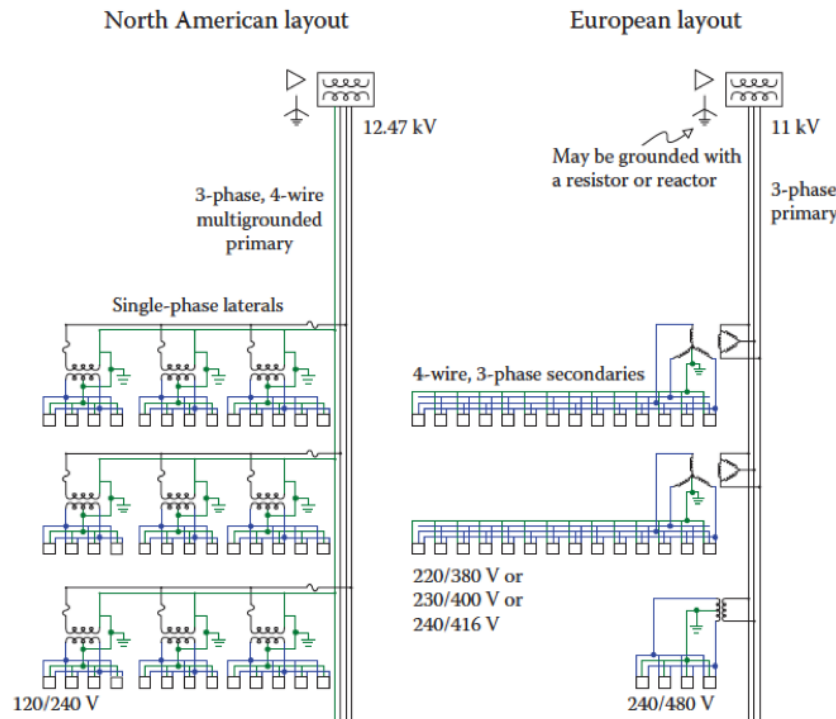 North American layout
12.47 kV
3-phase, 4-wire
multigrounded
primary
Single-phase laterals
120/240 V
European layout
11 kV
May be grounded with
a resistor or reactor
3-phase
primary
4-wire, 3-phase secondaries
220/380 V or
230/400 V or
240/416 V
240/480 V